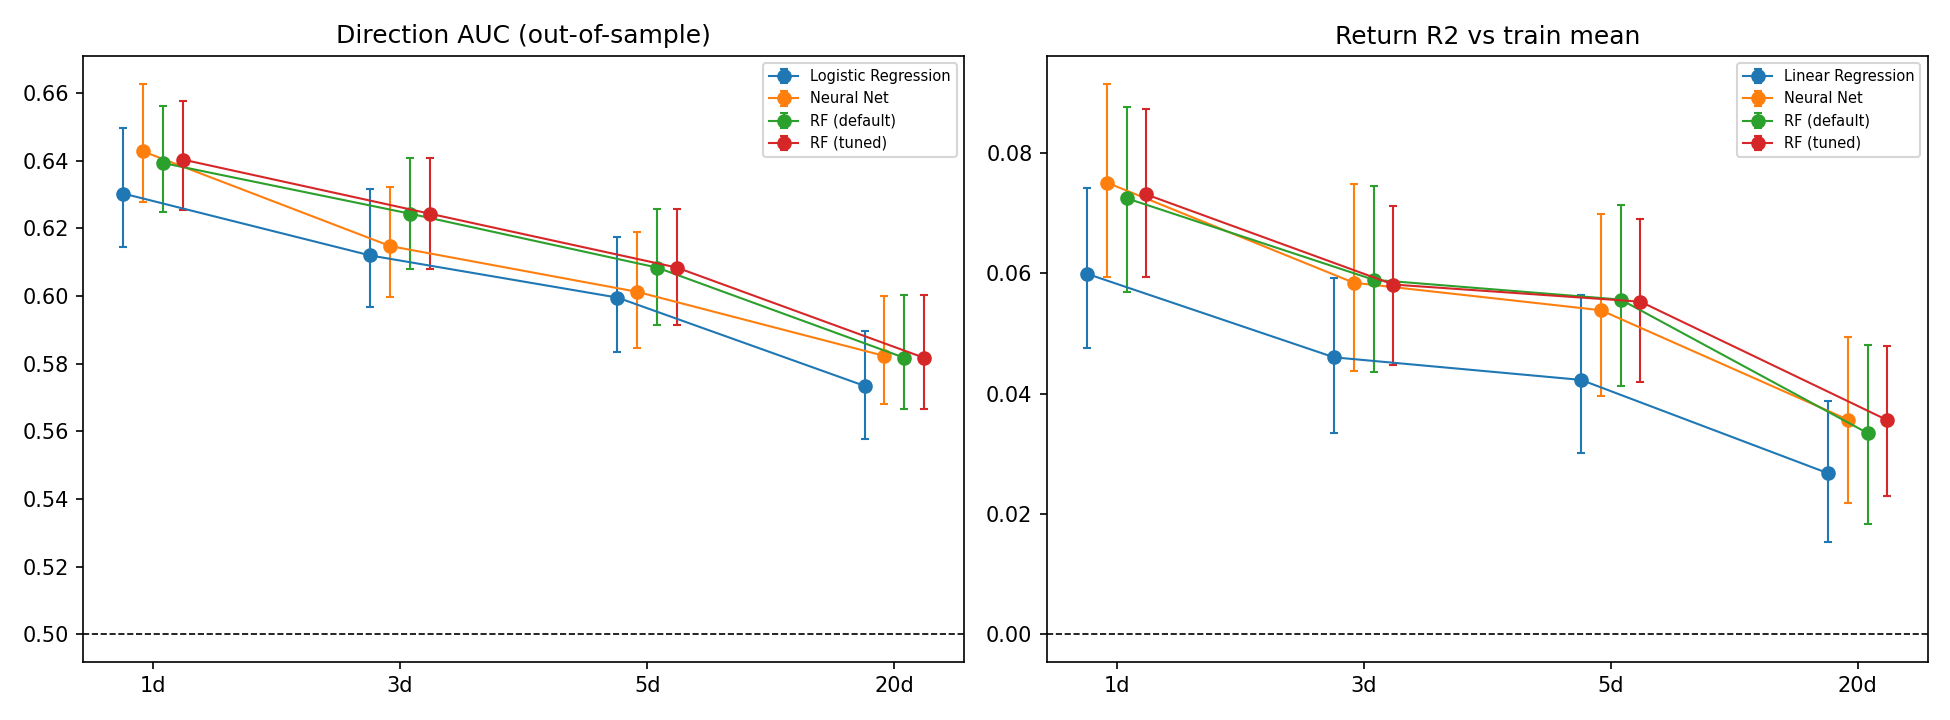 Direction AUC (out-of-sample)
0.66
0.64
0.62
0.60
0.58
0.56
0.54
0.52
0.50
1d
3d
5d
20d
Logistic Regression
Neural Net
RF (default)
RF (tuned)
Return R2 vs train mean
0.08
0.06
0.04
0.02
0.00
1d
3d
5d
20d
Linear Regression
Neural Net
RF (default)
RF (tuned)